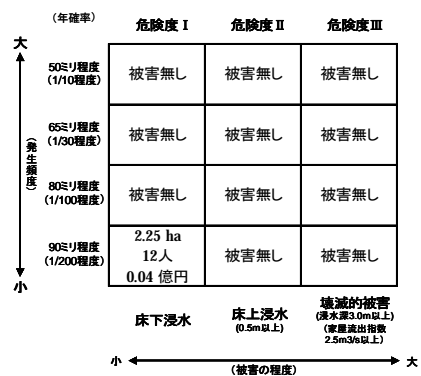 （年確率）
危険度Ⅰ 危険度Ⅱ 危険度Ⅲ
大
50ミリ程度
（1/10程度）
被害無し 被害無し 被害無し
65ミリ程度
（1/30程度）
被害無し 被害無し 被害無し
（発生頻度）
80ミリ程度
（1/100程度）
被害無し 被害無し 被害無し
90ミリ程度
（1/200程度）
2.25 ha
12人
0.04 億円
被害無し 被害無し
小
床下浸水
床上浸水
（0.5m以上）
壊滅的被害
（浸水深3.0m以上）
（家屋流出指数
2.5m3/s以上）
小 大
（被害の程度）